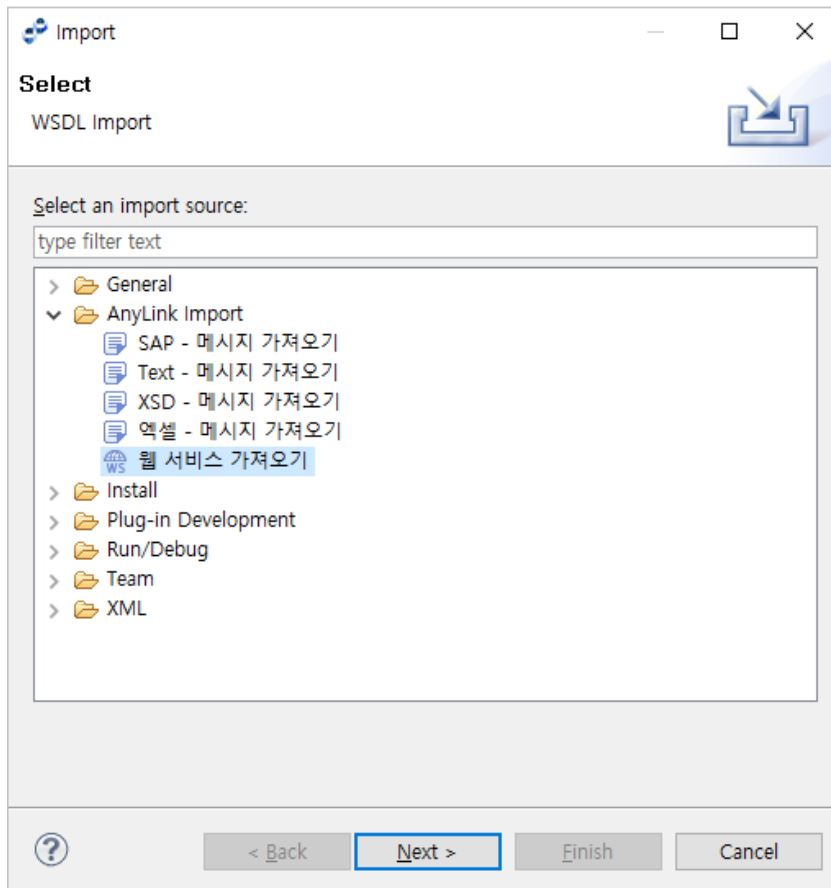 Import
Select
WSDL Import
Select an import source:
type filter text
General
AnyLink Import
SAP - 메시지 가져오기
Text - 메시지 가져오기
XSD - 메시지 가져오기
엑셀 - 메시지 가져오기
WS 웹 서비스 가져오기
Install
Plug-in Development
Run/Debug
Team
XML
? < Back Next > Finish Cancel